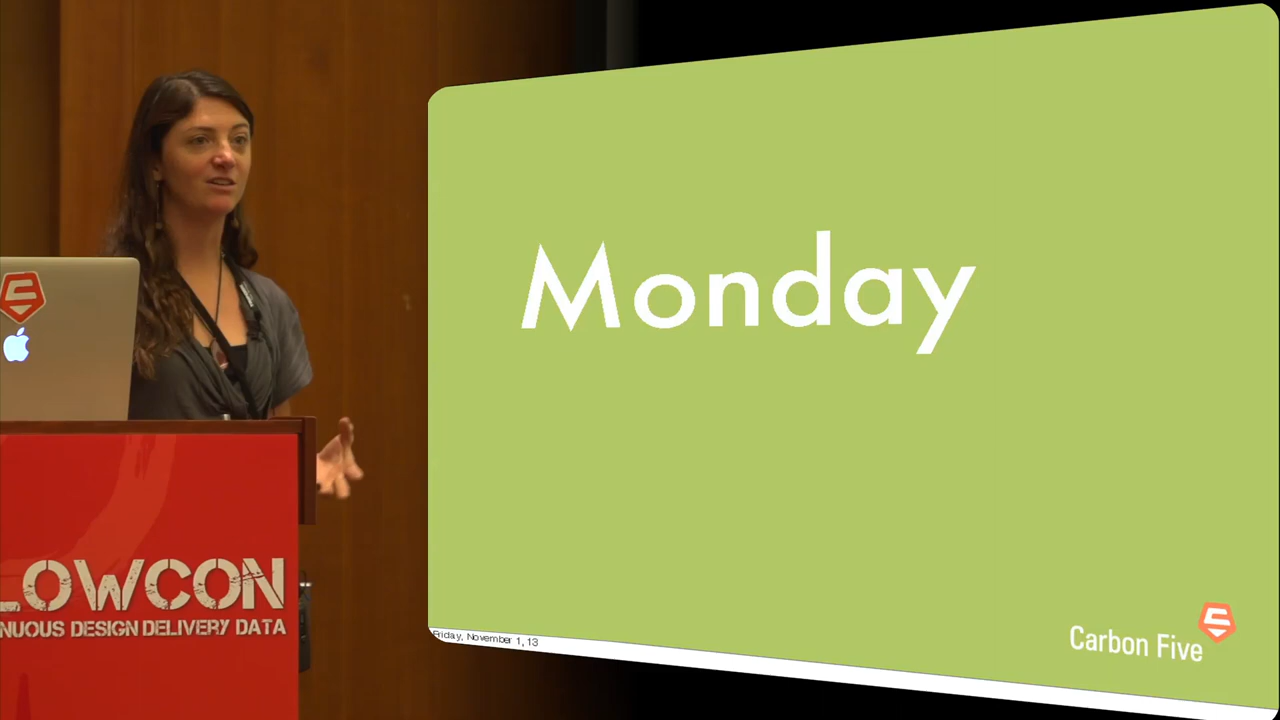 Monday
Friday, November 1, 13
Carbon Five
LOWCON
NUOUS DESIGN DELIVERY DATA